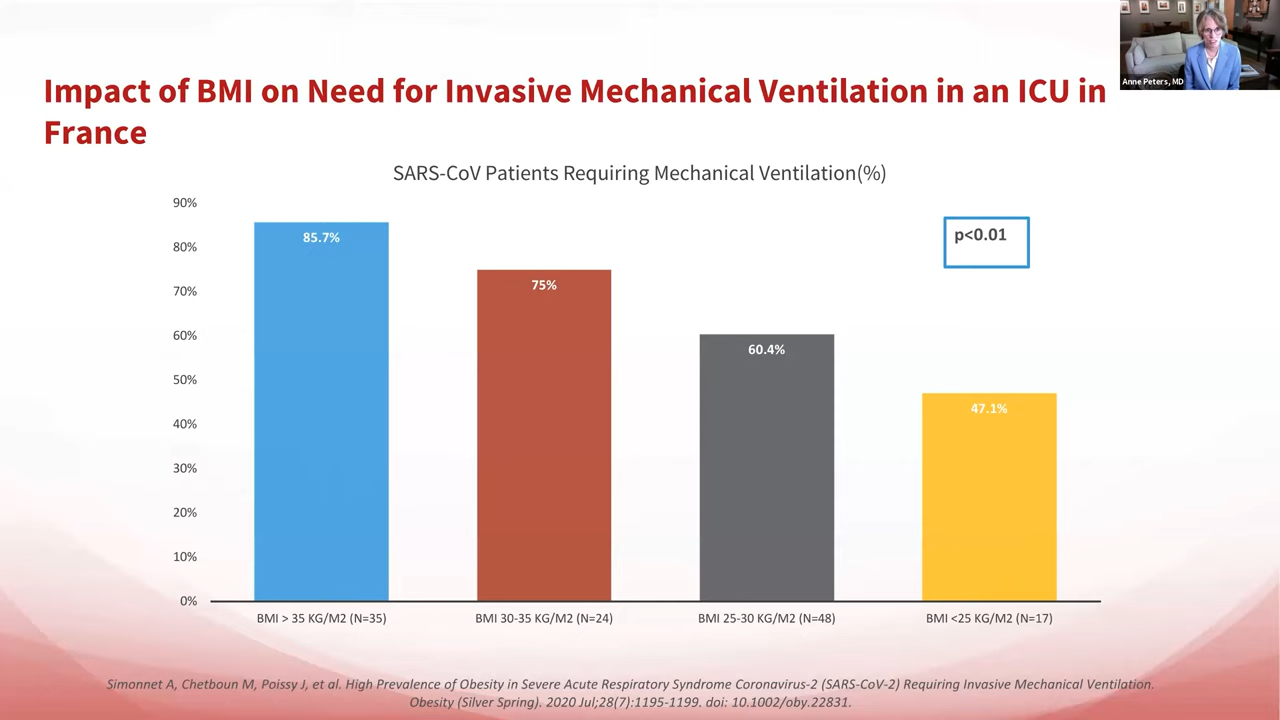 Anne Peters, MD
Impact of BMI on Need for Invasive Mechanical Ventilation in an ICU in
France
SARS-CoV Patients Requiring Mechanical Ventilation(%)
90%
80%
70%
60%
50%
40%
30%
20%
10%
0%
85.7%
75%
60.4%
47.1%
p<0.01
BMI > 35 KG/M2 (N=35)
BMI 30-35 KG/M2 (N=24)
BMI 25-30 KG/M2 (N=48)
BMI <25 KG/M2 (N=17)
Simonnet A, Chetboun M, Poissy J, et al. High Prevalence of Obesity in Severe Acute Respiratory Syndrome Coronavirus-2 (SARS-CoV-2) Requiring Invasive Mechanical Ventilation.
Obesity (Silver Spring). 2020 Jul;28(7):1195-1199. doi: 10.1002/oby.22831.